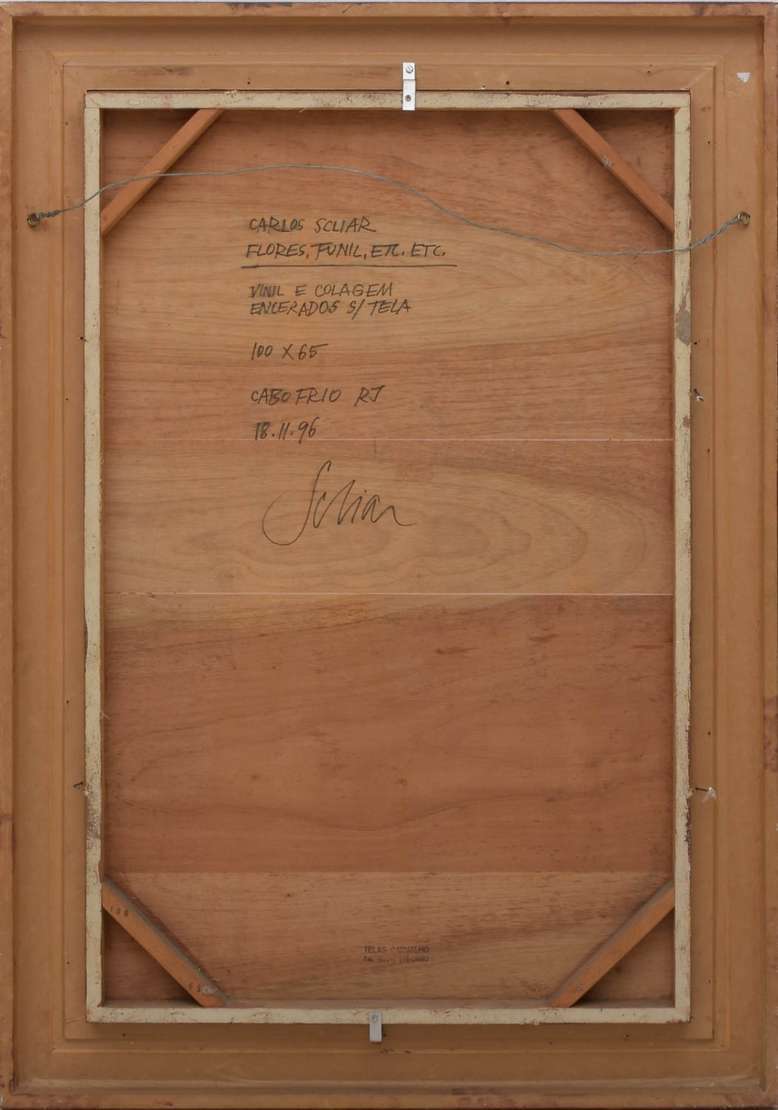 CARLOS SCLIAR
FLORES, FUNIL, ETC. ETC.
VINIL E COLAGEM
ENCERADOS S/ TELA
100 X 65
CABO FRIO RJ
18.11.96
Scliar
TELAS
100